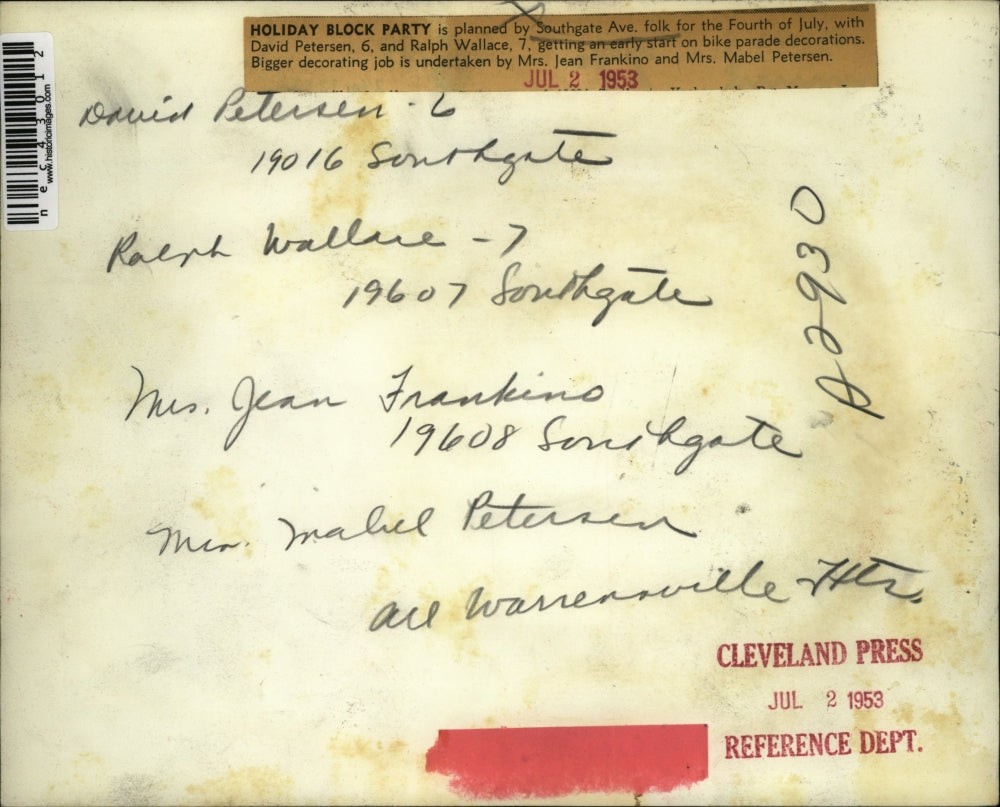 HOLIDAY BLOCK PARTY is planned by Southgate Ave. folk for the Fourth of July, with
David Petersen, 6, and Ralph Wallace, 7, getting an early start on bike parade decorations.
Bigger decorating job is undertaken by Mrs. Jean Frankino and Mrs. Mabel Petersen.
JUL 2 1953
David Petersen - 6
19016 Southgate
Ralph Wallace - 7
19607 Southgate
Mrs. Jean Frankino
19608 Southgate
Mrs. Mabel Petersen
all Warrensville Hts.
A2930
CLEVELAND PRESS
JUL 2 1953
REFERENCE DEPT.
www.historicimages.com
nec43012